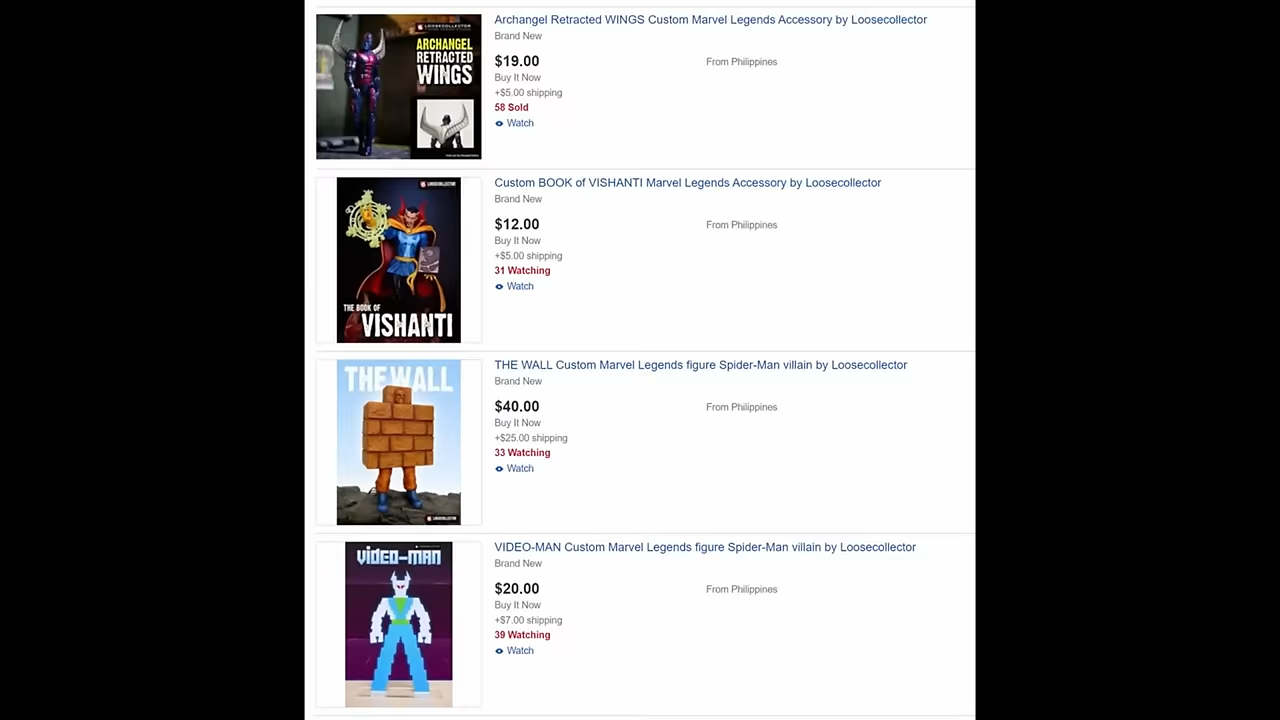 Archangel Retracted WINGS Custom Marvel Legends Accessory by Loosecollector
LOOSECOLLECTOR
ARCHANGEL
RETRACTED
WINGS
Brand New
$19.00
From Philippines
Buy It Now
+$5.00 shipping
58 Sold
Watch
Custom BOOK of VISHANTI Marvel Legends Accessory by Loosecollector
LOOSECOLLECTOR
THE BOOK OF
VISHANTI
Brand New
$12.00
From Philippines
Buy It Now
+$5.00 shipping
31 Watching
Watch
THE WALL Custom Marvel Legends figure Spider-Man villain by Loosecollector
THE WALL
LOOSECOLLECTOR
Brand New
$40.00
From Philippines
Buy It Now
+$25.00 shipping
33 Watching
Watch
VIDEO-MAN Custom Marvel Legends figure Spider-Man villain by Loosecollector
VIDEO-MAN
Brand New
$20.00
From Philippines
Buy It Now
+$7.00 shipping
39 Watching
Watch